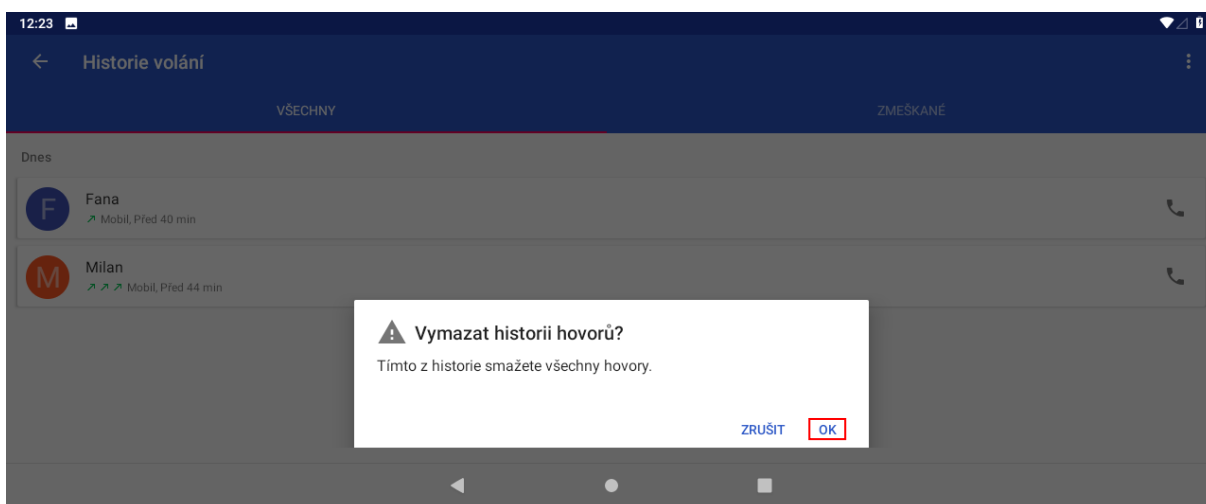 12:23
Historie volání
VŠECHNY
ZMEŠKANÉ
Dnes
F
Fana
Mobil, Před 40 min
M
Milan
Mobil, Před 44 min
Vymazat historii hovorů?
Tímto z historie smažete všechny hovory.
ZRUŠIT OK